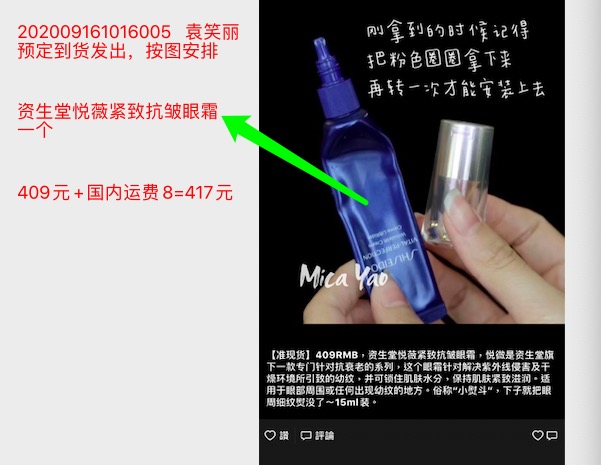 202009161016005 袁笑丽
预定到货发出，按图安排
资生堂悦薇紧致抗皱眼霜
一个
409元+国内运费8=417元
刚拿到的时候记得
把粉色圈圈拿下来
再转一次才能安装上去
SHISEIDO
VITAL-PERFECTION
Wrinklelift Cream
Mica Yao
【准现货】409RMB，资生堂悦薇紧致抗皱眼霜，悦微是资生堂旗
下一款专门针对抗衰老的系列，这个眼霜针对解决紫外线侵害及干
燥环境所引致的幼纹，并可锁住肌肤水分，保持肌肤紧致滋润。适
用于眼部周围或任何出现幼纹的地方。俗称“小熨斗”，下子就把眼
周细纹熨没了～15ml装。
讚 評論